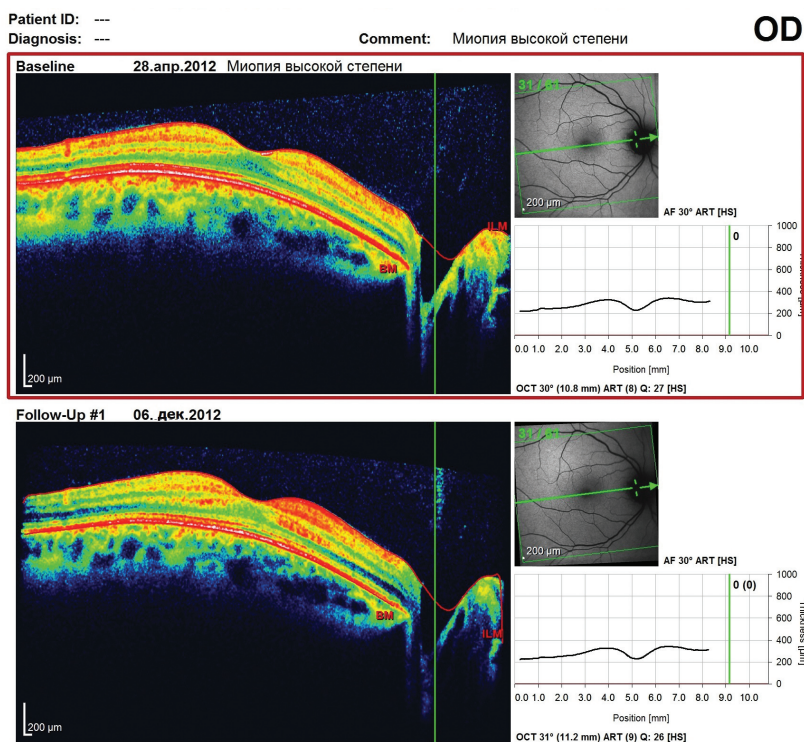 Patient ID: ---
OD
Diagnosis: ---
Comment: Миопия высокой степени
Baseline 28.апр.2012 Миопия высокой степени
31 / 61
200 µm
AF 30° ART [HS]
ILM
BM
200 µm
0
1000
800
600
400
200
0
0.0 1.0 2.0 3.0 4.0 5.0 6.0 7.0 8.0 9.0 10.0
Position [mm]
OCT 30° (10.8 mm) ART (8) Q: 27 [HS]
Follow-Up #1 06. дек.2012
31 / 61
200 µm
AF 30° ART [HS]
BM
ILM
200 µm
0 (0)
1000
800
600
400
200
0
Thickness [µm]
0.0 1.0 2.0 3.0 4.0 5.0 6.0 7.0 8.0 9.0 10.0
Position [mm]
OCT 31° (11.2 mm) ART (9) Q: 26 [HS]